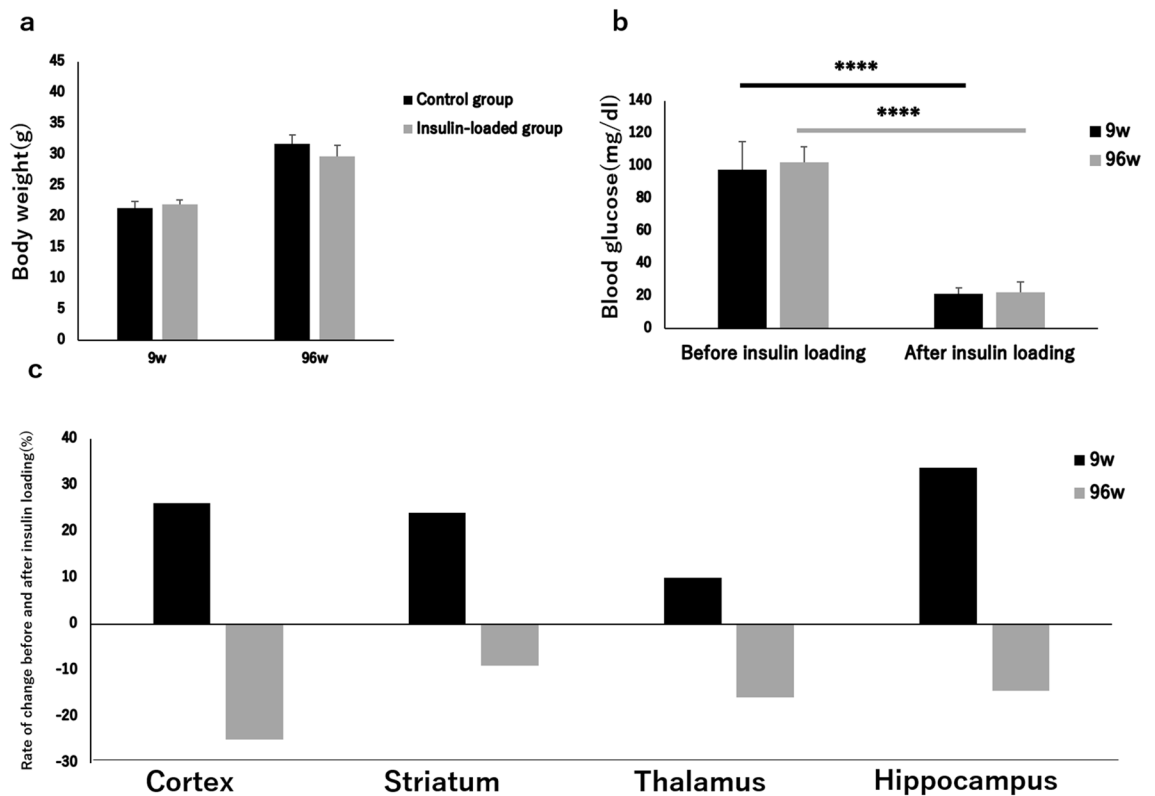 a
45
40
35
30
25
20
15
10
5
0
Body weight(g)
9w
96w
Control group
Insulin-loaded group
b
****
****
140
120
100
80
60
40
20
0
Blood glucose(mg/dl)
Before insulin loading
After insulin loading
9w
96w
c
40
30
20
10
0
-10
-20
-30
Rate of change before and after insulin loading(%)
9w
96w
Cortex
Striatum
Thalamus
Hippocampus